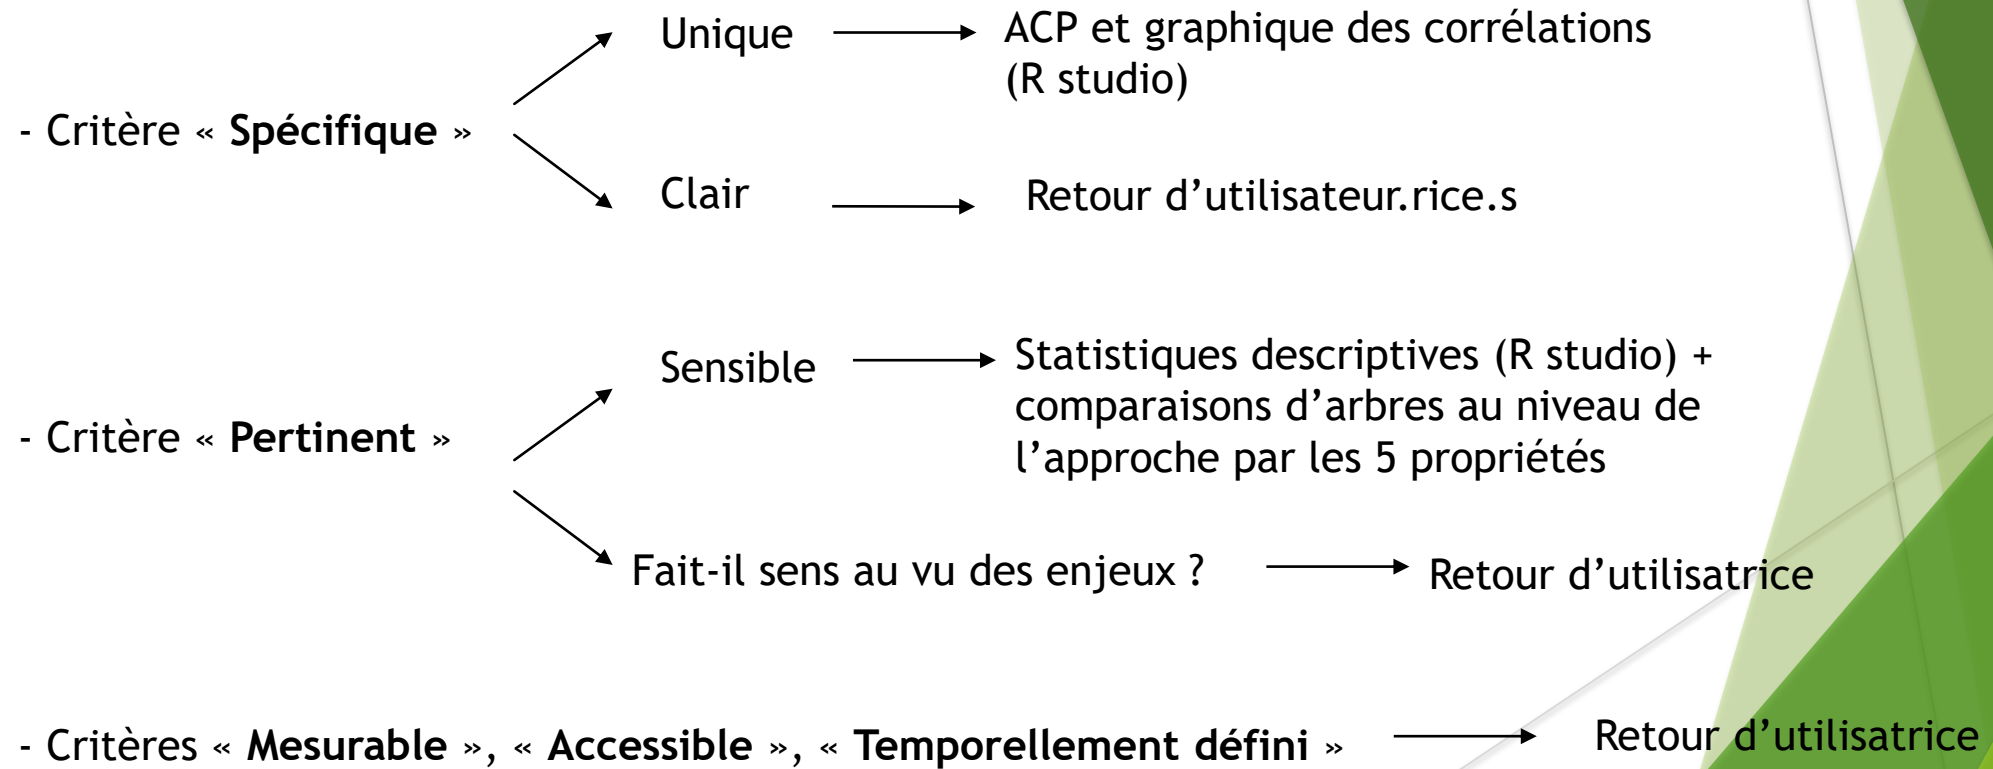 Unique
ACP et graphique des corrélations
(R studio)
- Critère « Spécifique »
Clair
Retour d’utilisateur.rice.s
Sensible
Statistiques descriptives (R studio) +
comparaisons d’arbres au niveau de
l’approche par les 5 propriétés
- Critère « Pertinent »
Fait-il sens au vu des enjeux ?
Retour d’utilisatrice
- Critères « Mesurable », « Accessible », « Temporellement défini »
Retour d’utilisatrice